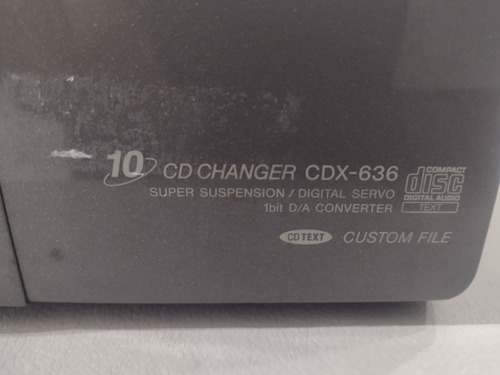 10 CD CHANGER CDX-636
SUPER SUSPENSION / DIGITAL SERVO
1bit D/A CONVERTER
COMPACT
disc
DIGITAL AUDIO
TEXT
CD TEXT CUSTOM FILE